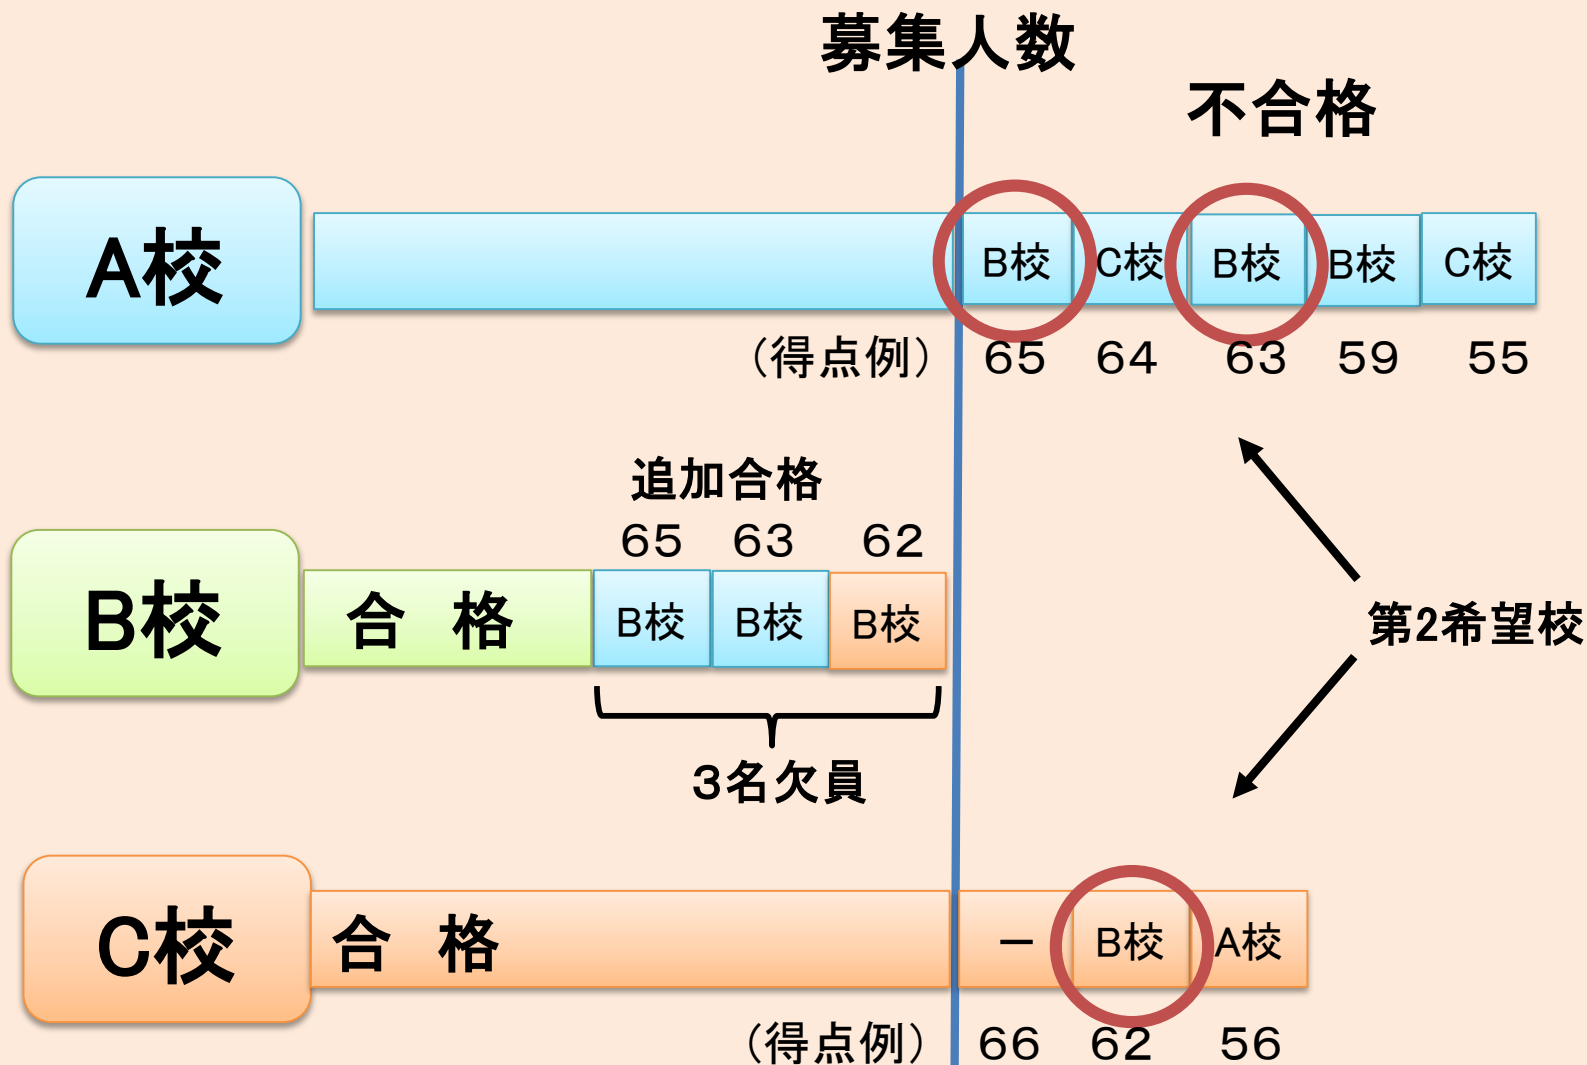 募集人数
不合格
A校
B校
C校
B校
B校
C校
（得点例）
65
64
63
59
55
追加合格
65
63
62
B校
合　格
B校
B校
B校
第2希望校
3名欠員
C校
合　格
－
B校
A校
（得点例）
66
62
56